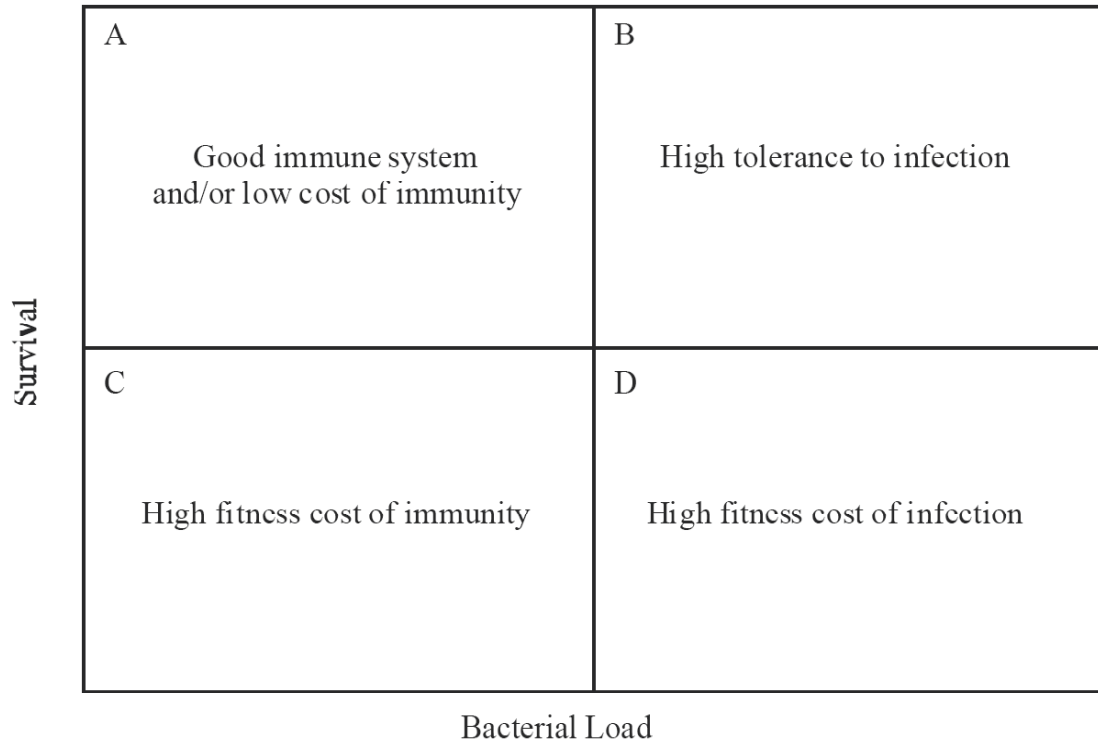 A
B
Good immune system
and/or low cost of immunity
High tolerance to infection
Survival
C
D
High fitness cost of immunity
High fitness cost of infection
Bacterial Load